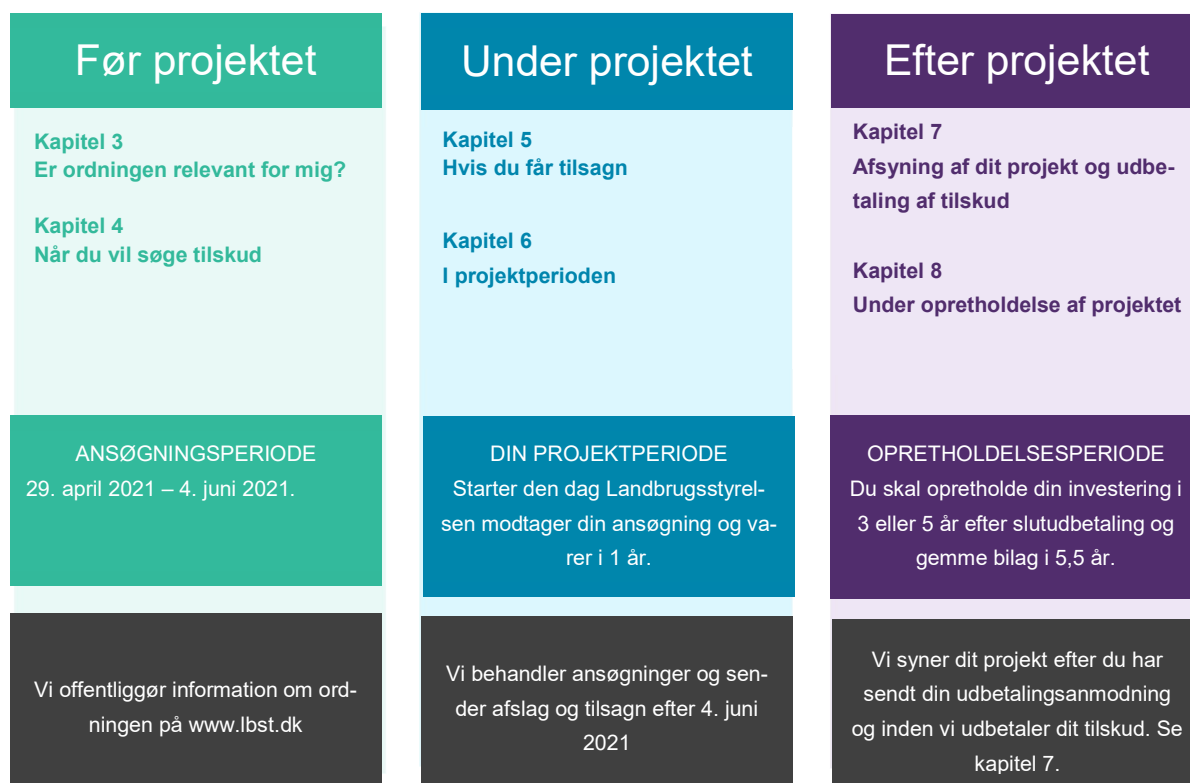 Før projektet
Kapitel 3
Er ordningen relevant for mig?
Kapitel 4
Når du vil søge tilskud
ANSØGNINGSPERIODE
29. april 2021 – 4. juni 2021.
Vi offentliggør information om ord-
ningen på www.lbst.dk
Under projektet
Kapitel 5
Hvis du får tilsagn
Kapitel 6
I projektperioden
DIN PROJEKTPERIODE
Starter den dag Landbrugsstyrel-
sen modtager din ansøgning og va-
rer i 1 år.
Vi behandler ansøgninger og sen-
der afslag og tilsagn efter 4. juni
2021
Efter projektet
Kapitel 7
Afsyning af dit projekt og udbe-
taling af tilskud
Kapitel 8
Under opretholdelse af projektet
OPRETHOLDELSESPERIODE
Du skal opretholde din investering i
3 eller 5 år efter slutudbetaling og
gemme bilag i 5,5 år.
Vi syner dit projekt efter du har
sendt din udbetalingsanmodning
og inden vi udbetaler dit tilskud. Se
kapitel 7.